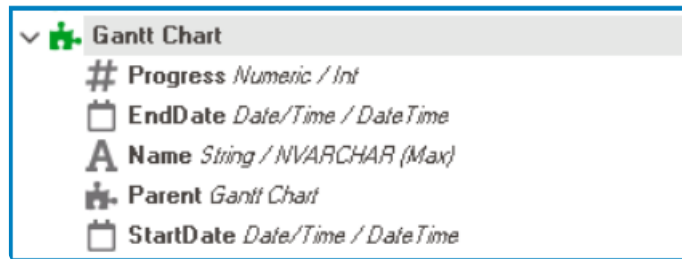 Gantt Chart
Progress Numeric / Int
EndDate Date/Time / DateTime
Name String / NVARCHAR (Max)
Parent Gantt Chart
StartDate Date/Time / DateTime